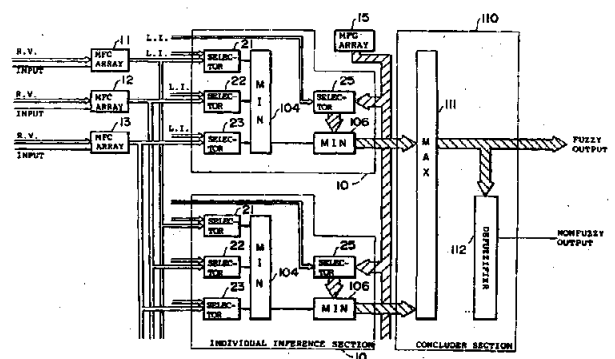 11
R.V.
INPUT
MFC
ARRAY
12
R.V.
INPUT
MFC
ARRAY
13
R.V.
INPUT
MFC
ARRAY
L.I.
L.I.
21
SELEC-
TOR
L.I.
22
SELEC-
TOR
L.I.
23
SELEC-
TOR
MIN
104
15
MFC
ARRAY
25
SELEC-
TOR
106
MIN
10
21
SELEC-
TOR
22
SELEC-
TOR
23
SELEC-
TOR
MIN
104
25
SELEC-
TOR
106
MIN
INDIVIDUAL INFERENCE SECTION
10
110
111
MAX
FUZZY
OUTPUT
112
DEFUZZIFIER
NONFUZZY
OUTPUT
CONCLUDER SECTION